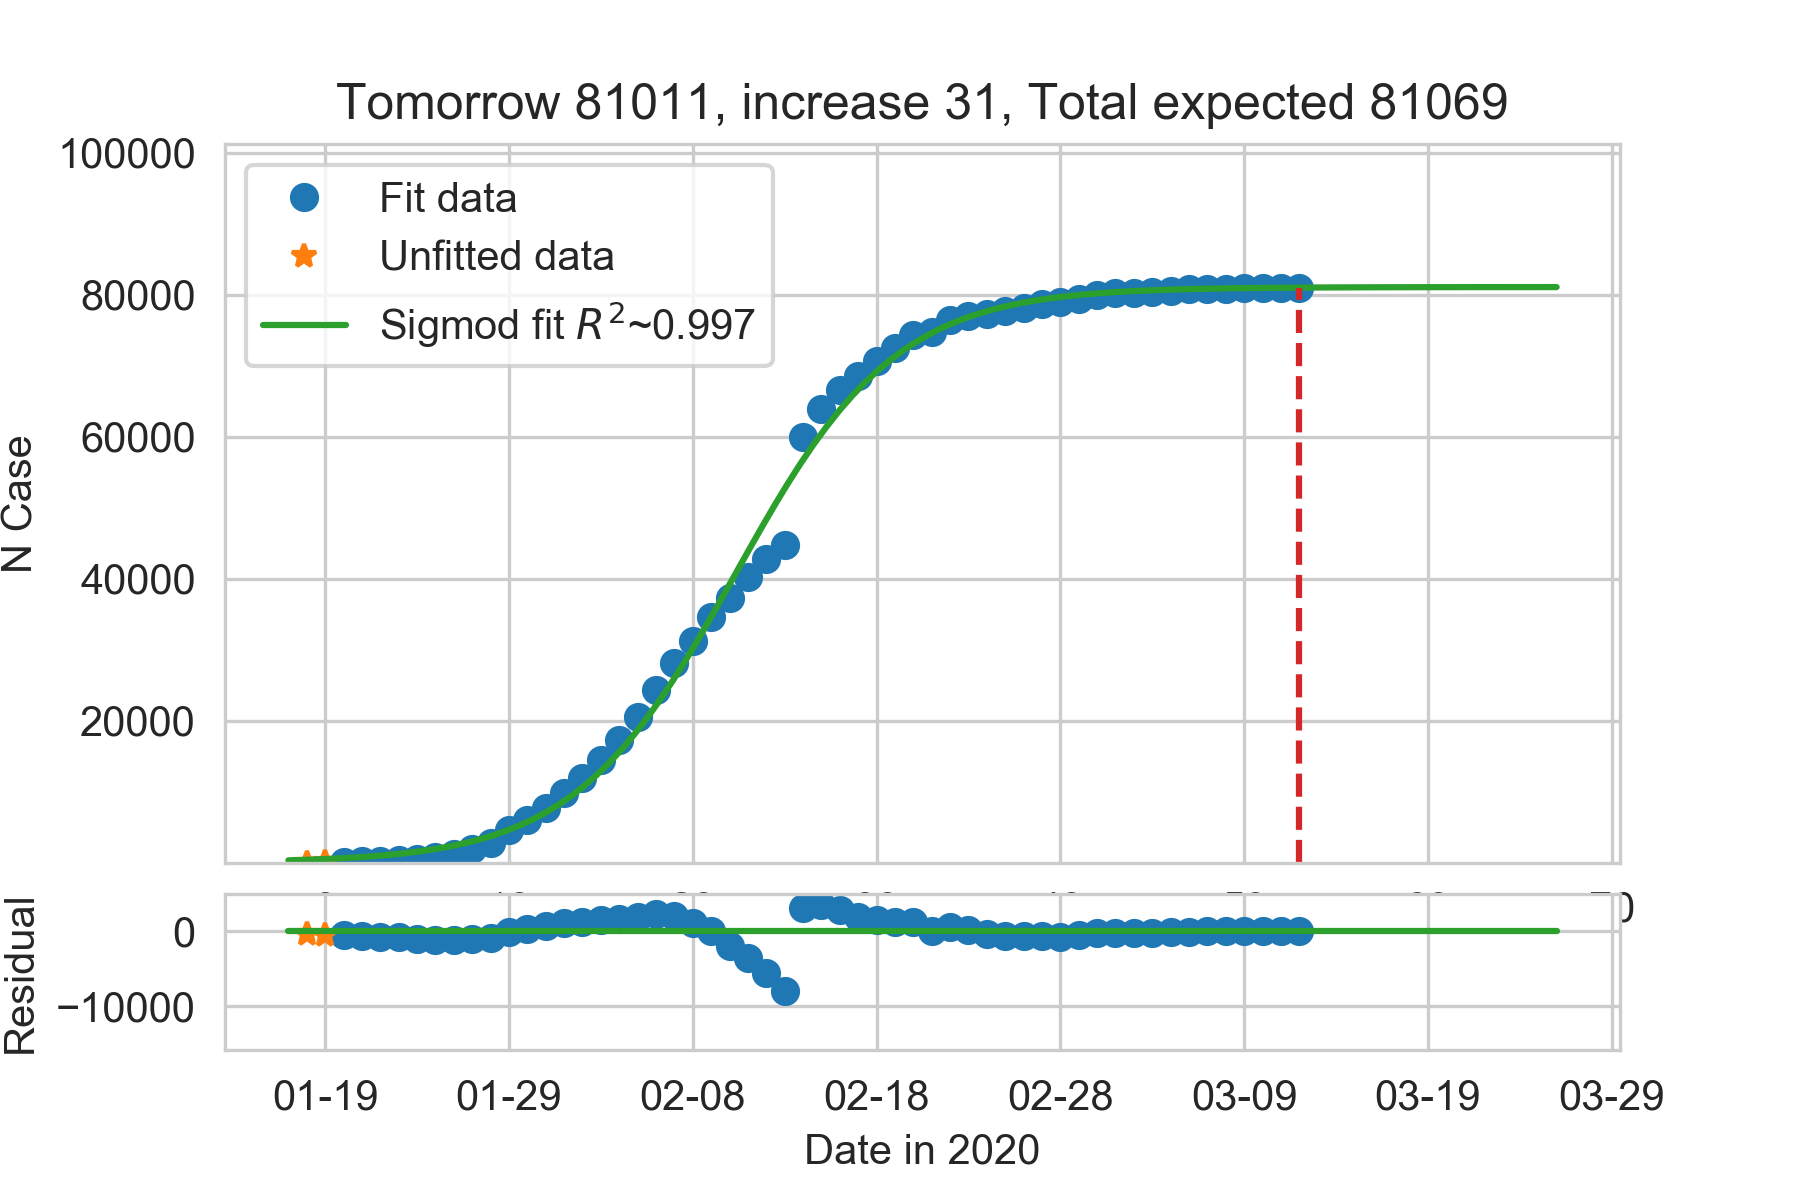 Tomorrow 81011, increase 31, Total expected 81069
100000
80000
60000
40000
20000
N Case
Fit data
Unfitted data
Sigmod fit R²~0.997
0
−10000
Residual
01-19 01-29 02-08 02-18 02-28 03-09 03-19 03-29
Date in 2020